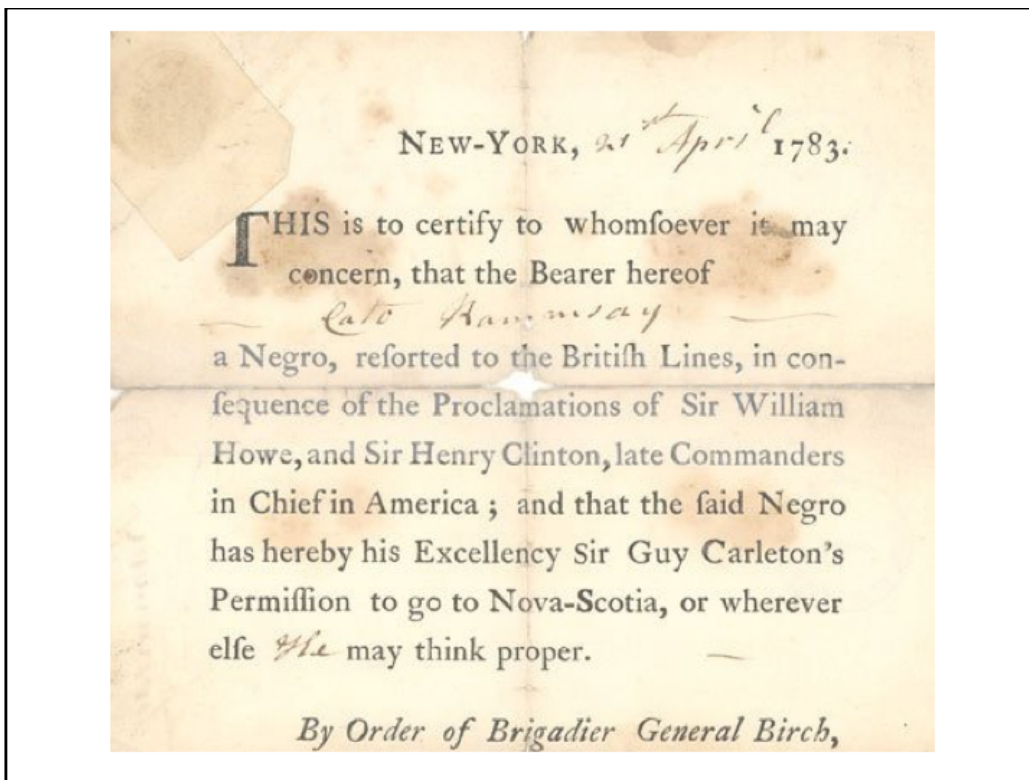 NEW-YORK, 21st April 1783.
THIS is to certify to whomſoever it may
concern, that the Bearer hereof
Cato Rammsay
a Negro, reſorted to the Britiſh Lines, in con-
ſequence of the Proclamations of Sir William
Howe, and Sir Henry Clinton, late Commanders
in Chief in America ; and that the ſaid Negro
has hereby his Excellency Sir Guy Carleton's
Permiſſion to go to Nova-Scotia, or wherever
elſe He may think proper.
By Order of Brigadier General Birch,